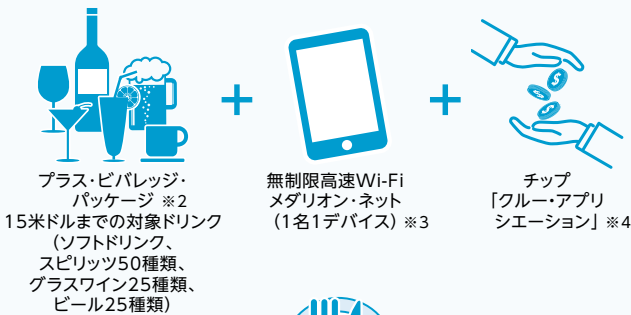 プラス・ビバレッジ・
パッケージ ※2
15米ドルまでの対象ドリンク
(ソフトドリンク、
スピリッツ50種類、
グラスワイン25種類、
ビール25種類)
無制限高速Wi-Fi
メダリオン・ネット
(1名1デバイス) ※3
チップ
「クルー・アプリ
シエーション」 ※4